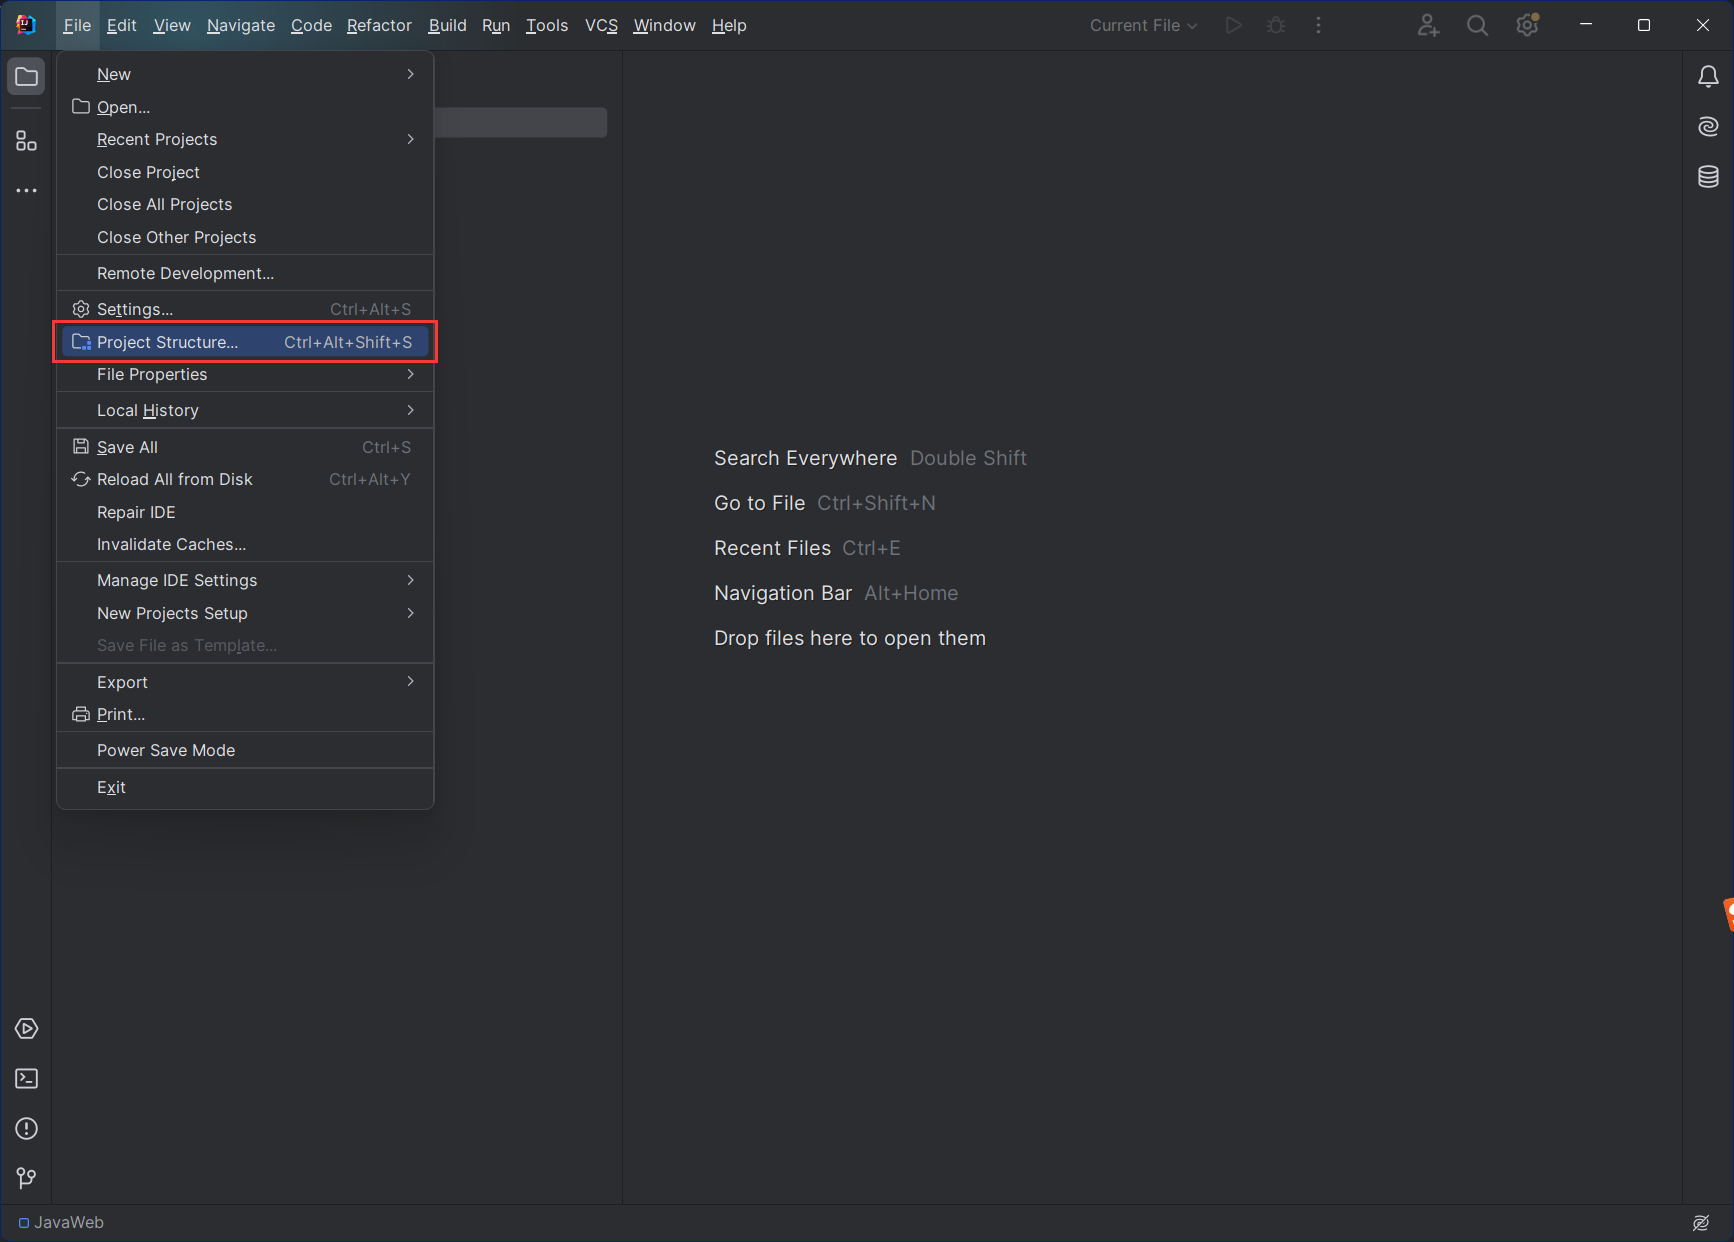 File Edit View Navigate Code Refactor Build Run Tools VCS Window Help Current File
New
Open...
Recent Projects
Close Project
Close All Projects
Close Other Projects
Remote Development...
Settings... Ctrl+Alt+S
Project Structure... Ctrl+Alt+Shift+S
File Properties
Local History
Save All Ctrl+S
Reload All from Disk Ctrl+Alt+Y
Repair IDE
Invalidate Caches...
Manage IDE Settings
New Projects Setup
Save File as Template...
Export
Print...
Power Save Mode
Exit
Search Everywhere Double Shift
Go to File Ctrl+Shift+N
Recent Files Ctrl+E
Navigation Bar Alt+Home
Drop files here to open them
JavaWeb